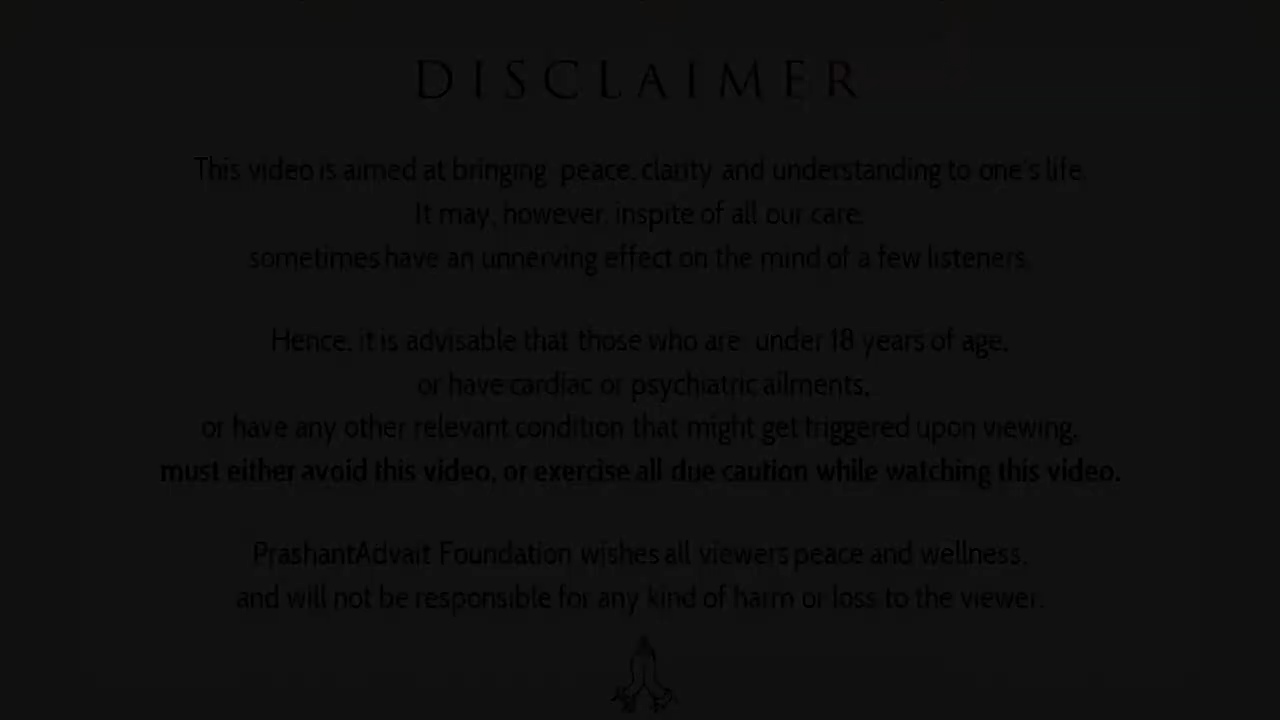 DISCLAIMER
This video is aimed at bringing peace, clarity and understanding to one's life.
It may, however, inspite of all our care,
sometimes have an unnerving effect on the mind of a few listeners.
Hence, it is advisable that those who are under 18 years of age,
or have cardiac or psychiatric ailments,
or have any other relevant condition that might get triggered upon viewing,
must either avoid this video, or exercise all due caution while watching this video.
PrashantAdvait Foundation wishes all viewers peace and wellness,
and will not be responsible for any kind of harm or loss to the viewer.